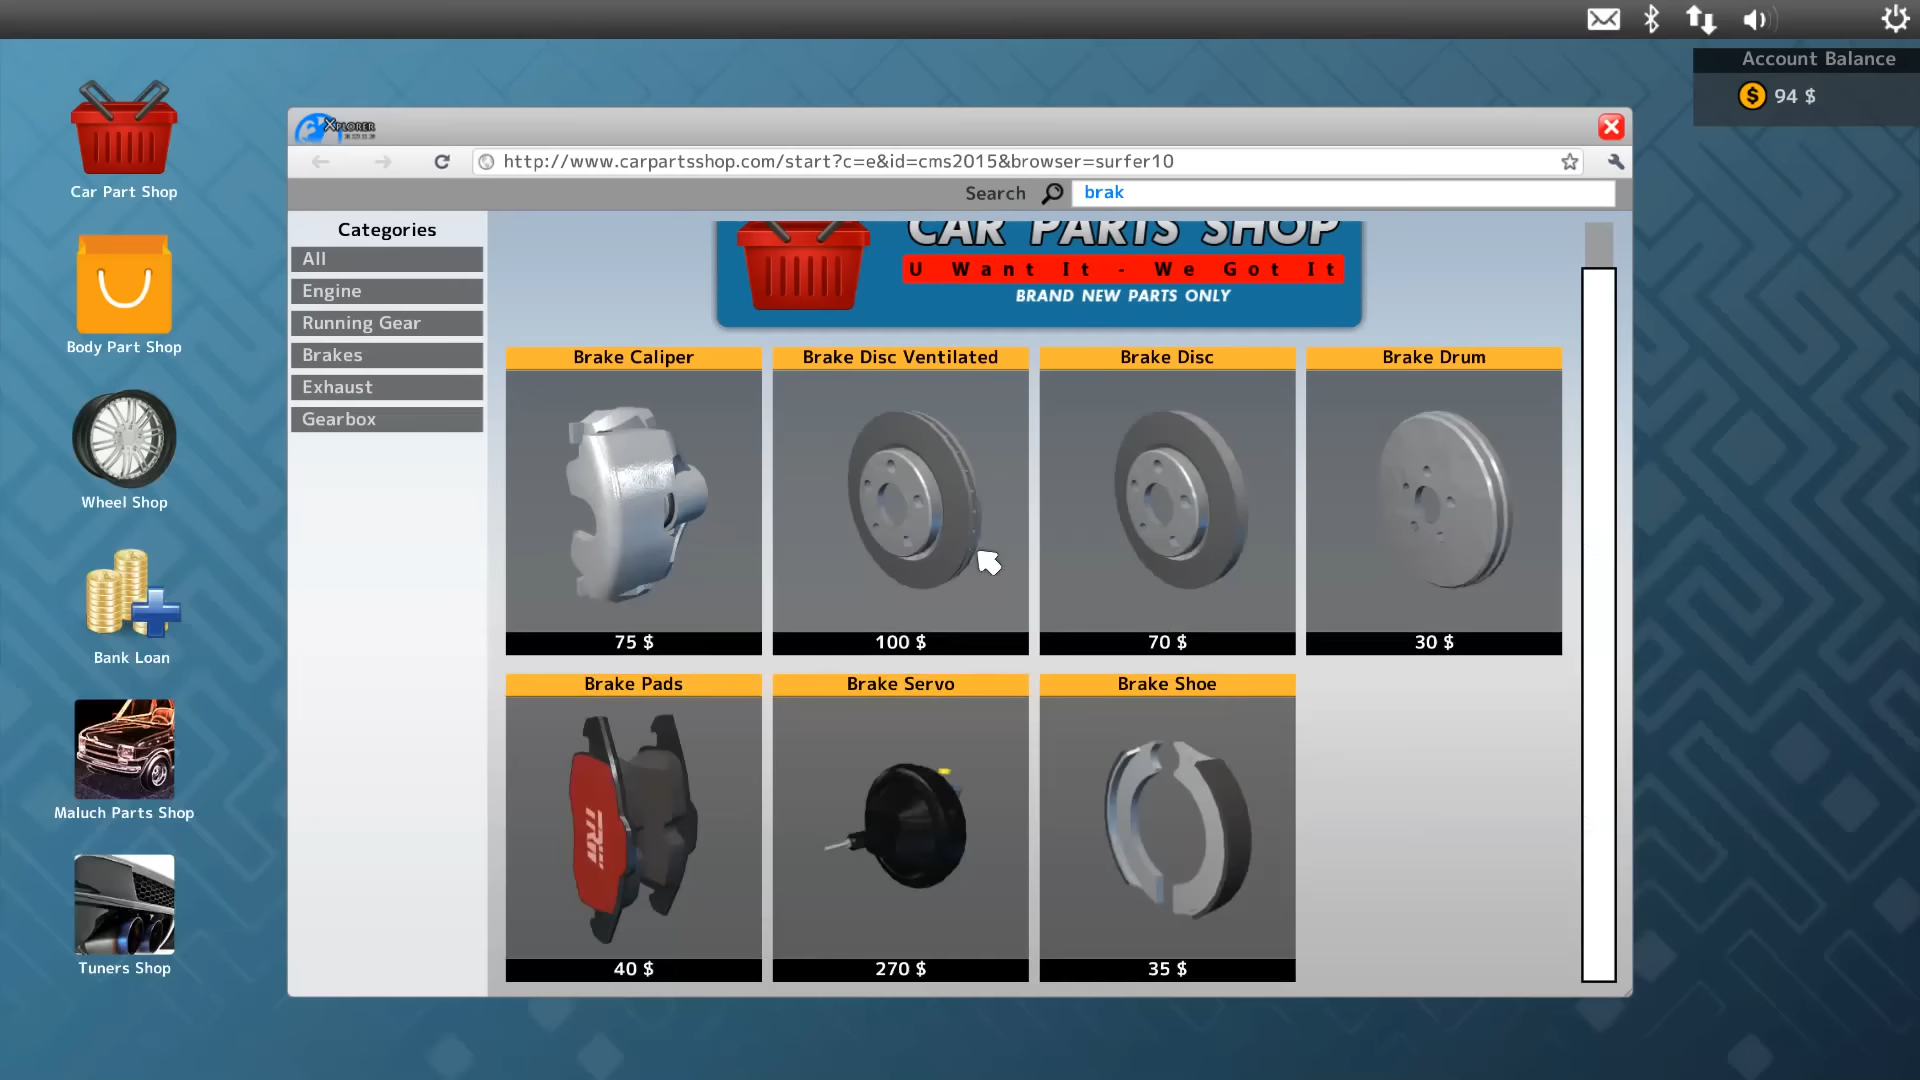 Account Balance
$ 94 $
Car Part Shop
Body Part Shop
Wheel Shop
Bank Loan
Maluch Parts Shop
Tuners Shop
XPLORER
http://www.carpartsshop.com/start?c=e&id=cms2015&browser=surfer10
Search brak
Categories
All
Engine
Running Gear
Brakes
Exhaust
Gearbox
CAR PARTS SHOP
U Want It - We Got It
BRAND NEW PARTS ONLY
Brake Caliper
75 $
Brake Disc Ventilated
100 $
Brake Disc
70 $
Brake Drum
30 $
Brake Pads
TRW
40 $
Brake Servo
270 $
Brake Shoe
35 $